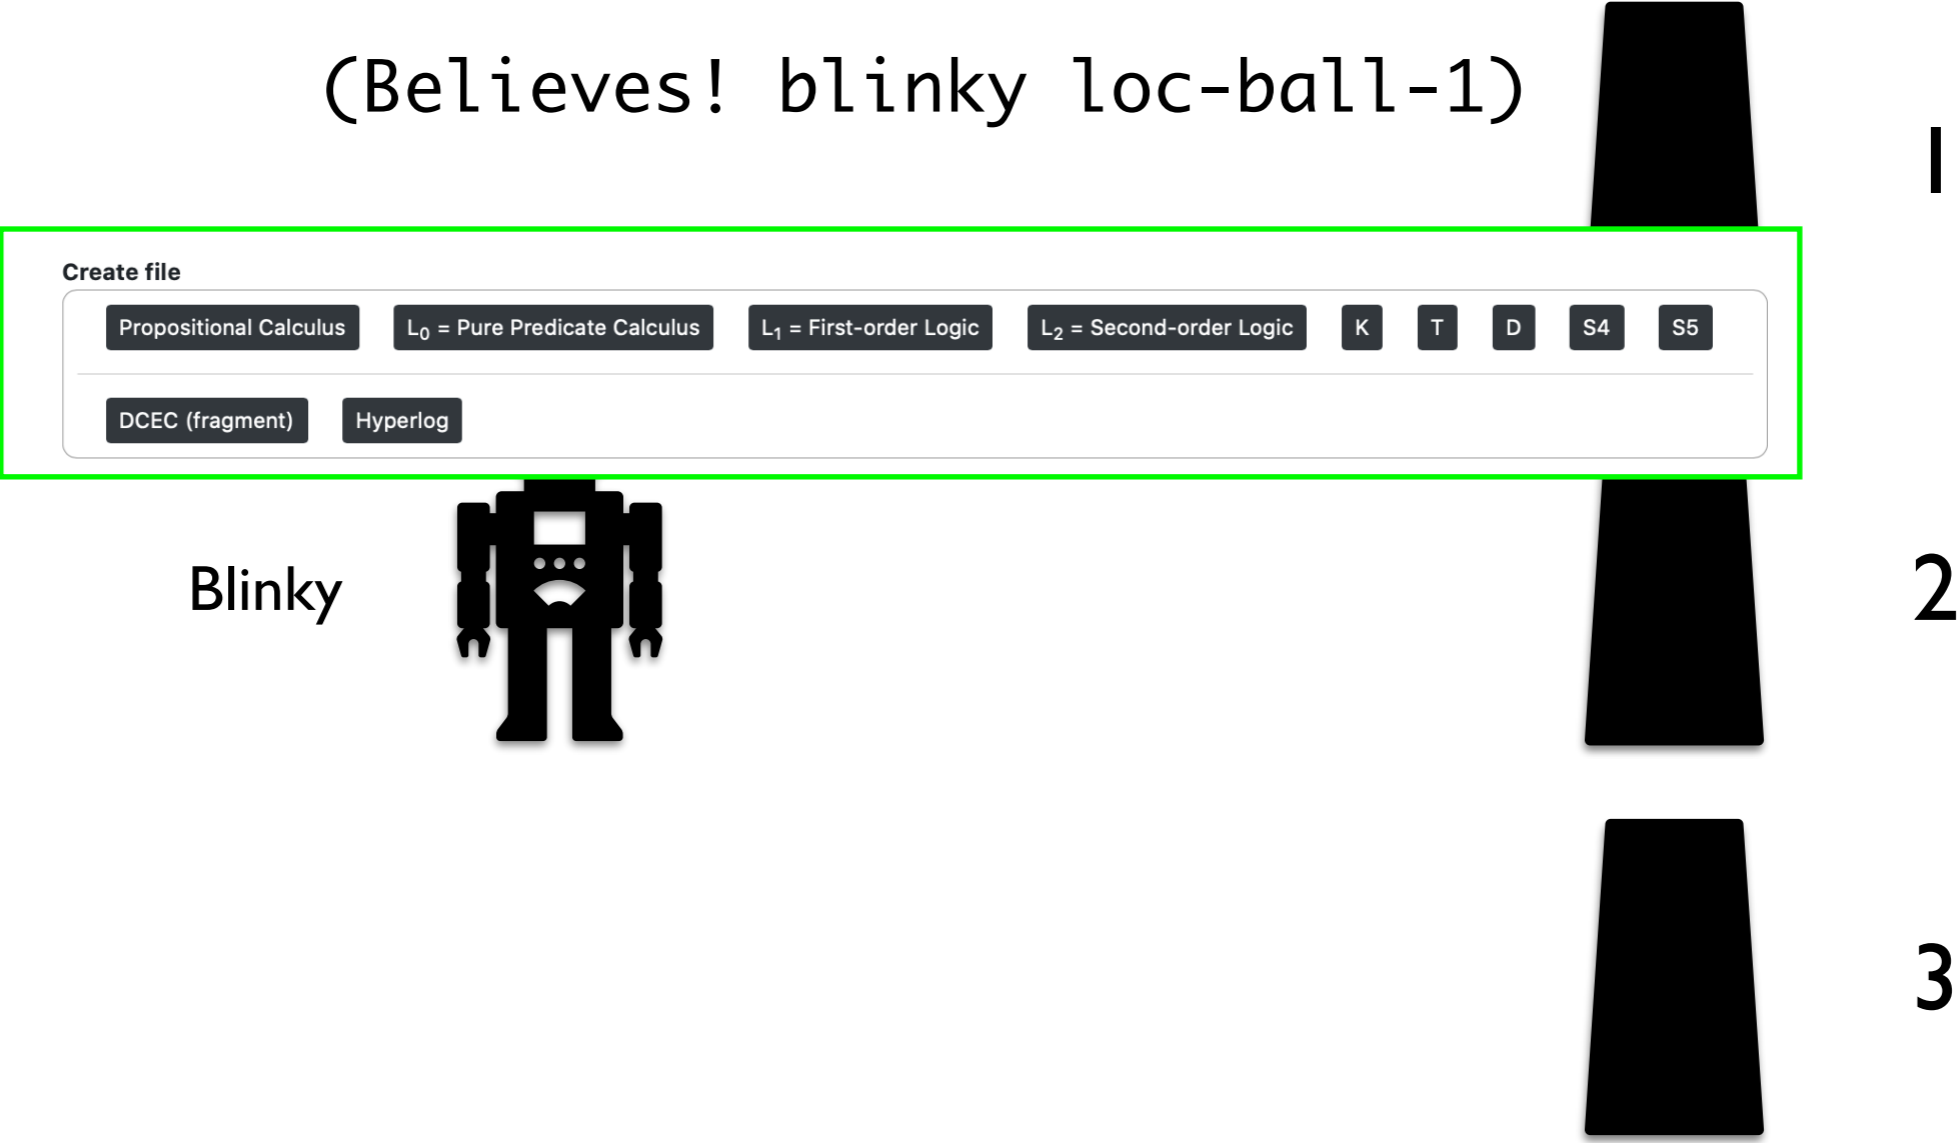 (Believes! blinky loc-ball-1)
1
Create file
Propositional Calculus L₀ = Pure Predicate Calculus L₁ = First-order Logic L₂ = Second-order Logic K T D S4 S5
DCEC (fragment) Hyperlog
Blinky
2
3